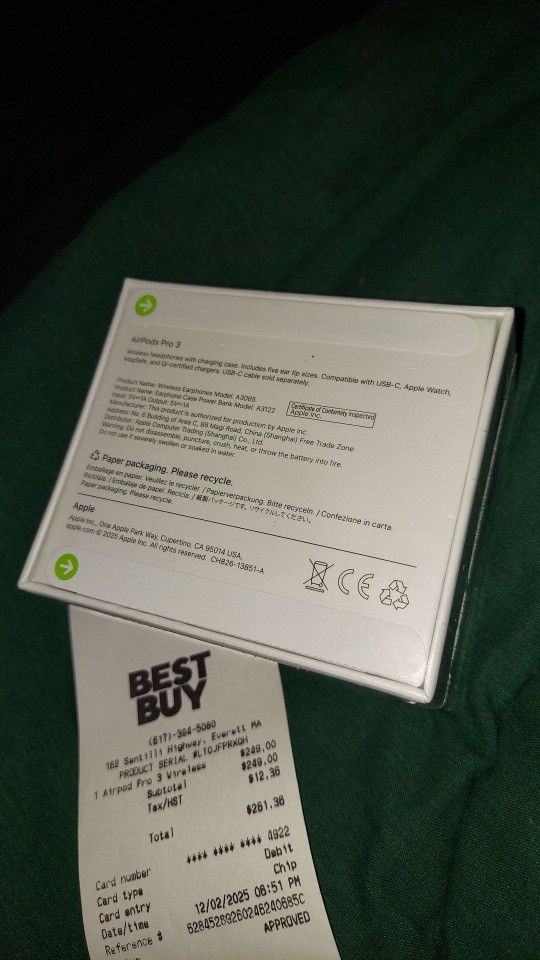 AirPods Pro 3
Wireless headphones with charging case. Includes five ear tip sizes. Compatible with USB-C, Apple Watch,
MagSafe, and Qi-certified chargers. USB-C cable sold separately.
Product Name: Wireless Earphones Model: A3065
Product Name: Earphone Case Power Bank Model: A3122
Input: 5V⎓1A Output: 5V⎓1A
Manufacturer: This product is authorized for production by Apple Inc.
Address: No. 6 Building of Area C, 88 Magi Road, China (Shanghai) Free Trade Zone
Distributor: Apple Computer Trading (Shanghai) Co., Ltd.
Warning: Do not disassemble, puncture, crush, heat, or throw the battery into fire.
Do not use if severely swollen or soaked in water.
Certificate of Conformity Inspected
Apple Inc.
Paper packaging. Please recycle.
Emballage en papier. Veuillez le recycler. / Papierverpackung. Bitte recyceln. / Confezione in carta.
Riciclala. / Embalaje de papel. Recicla. / 紙製パッケージです。リサイクルしてください。
Paper packaging. Please recycle.
Apple
Apple Inc., One Apple Park Way, Cupertino, CA 95014 USA,
apple.com © 2025 Apple Inc. All rights reserved. CHB26-13851-A
CE
BEST
BUY
(617)-394-5080
162 Santilli Highway, Everett MA
PRODUCT SERIAL #L10JFPRXQH
1 Airpod Pro 3 Wireless $249.00
Subtotal $249.00
Tax/HST $12,36
Total $261.36
Card number **** **** **** 4922
Card type Debit
Card entry Chip
Date/time 12/02/2025 06:51 PM
Reference # 62845289260246240685C
APPROVED